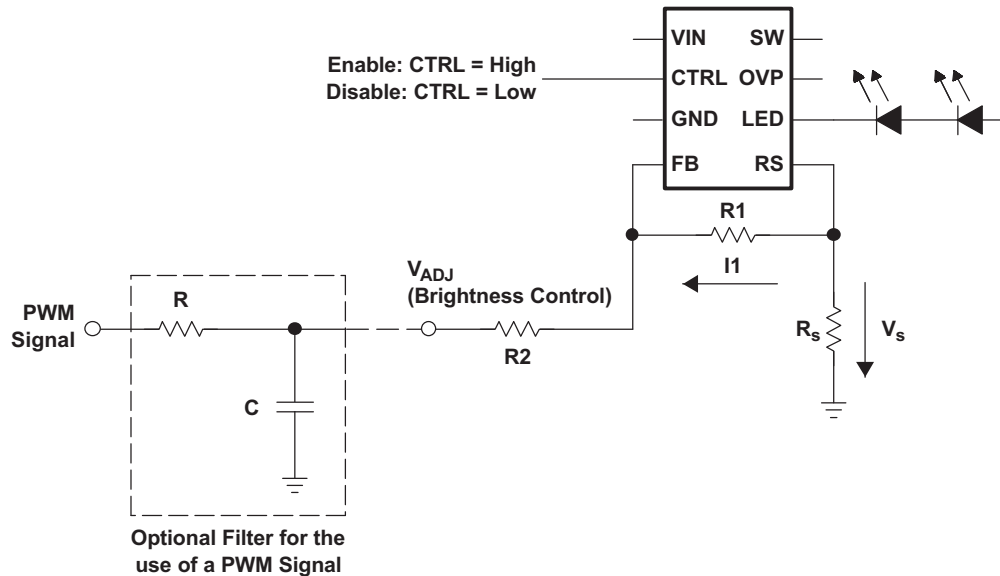 VIN SW
Enable: CTRL = High
Disable: CTRL = Low
CTRL OVP
GND LED
FB RS
R1
I1
V_ADJ
(Brightness Control)
R
PWM
Signal
R2
R_s
V_s
C
Optional Filter for the
use of a PWM Signal